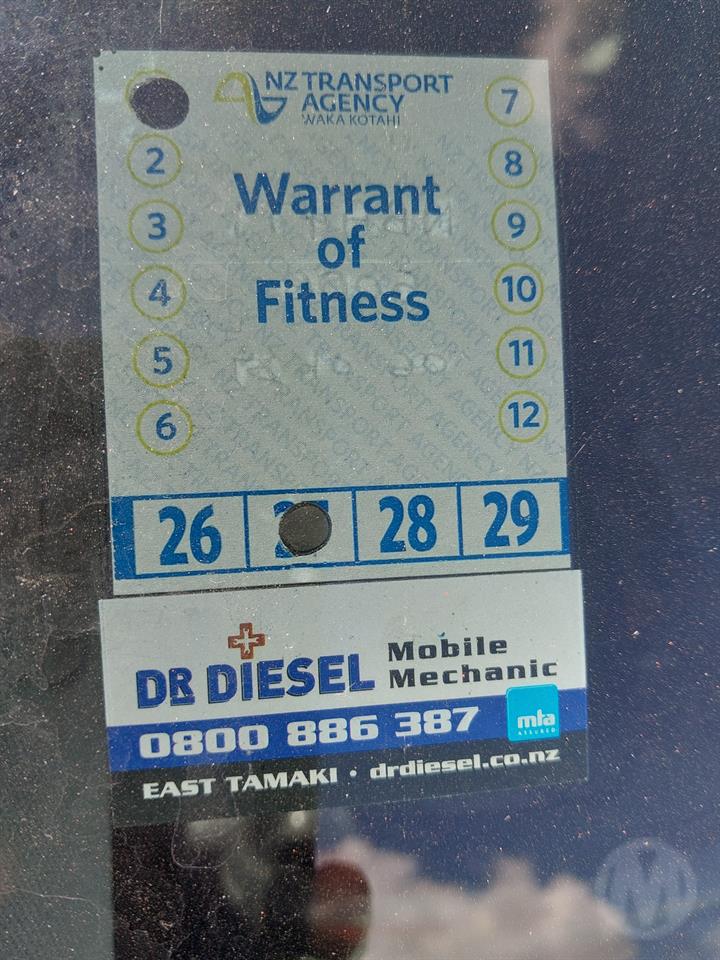 NZ TRANSPORT
AGENCY
WAKA KOTAHI
7
2
8
Warrant
3
9
of
4
10
Fitness
5
11
6
12
26
28
29
DR DIESEL Mobile
Mechanic
0800 886 387
mta
ASSURED
EAST TAMAKI • drdiesel.co.nz
M